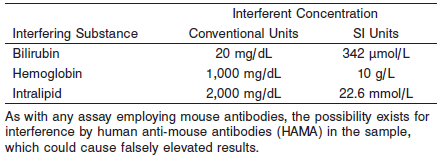 Interferent Concentration
Interfering Substance Conventional Units SI Units
Bilirubin 20 mg/dL 342 µmol/L
Hemoglobin 1,000 mg/dL 10 g/L
Intralipid 2,000 mg/dL 22.6 mmol/L
As with any assay employing mouse antibodies, the possibility exists for
interference by human anti-mouse antibodies (HAMA) in the sample,
which could cause falsely elevated results.